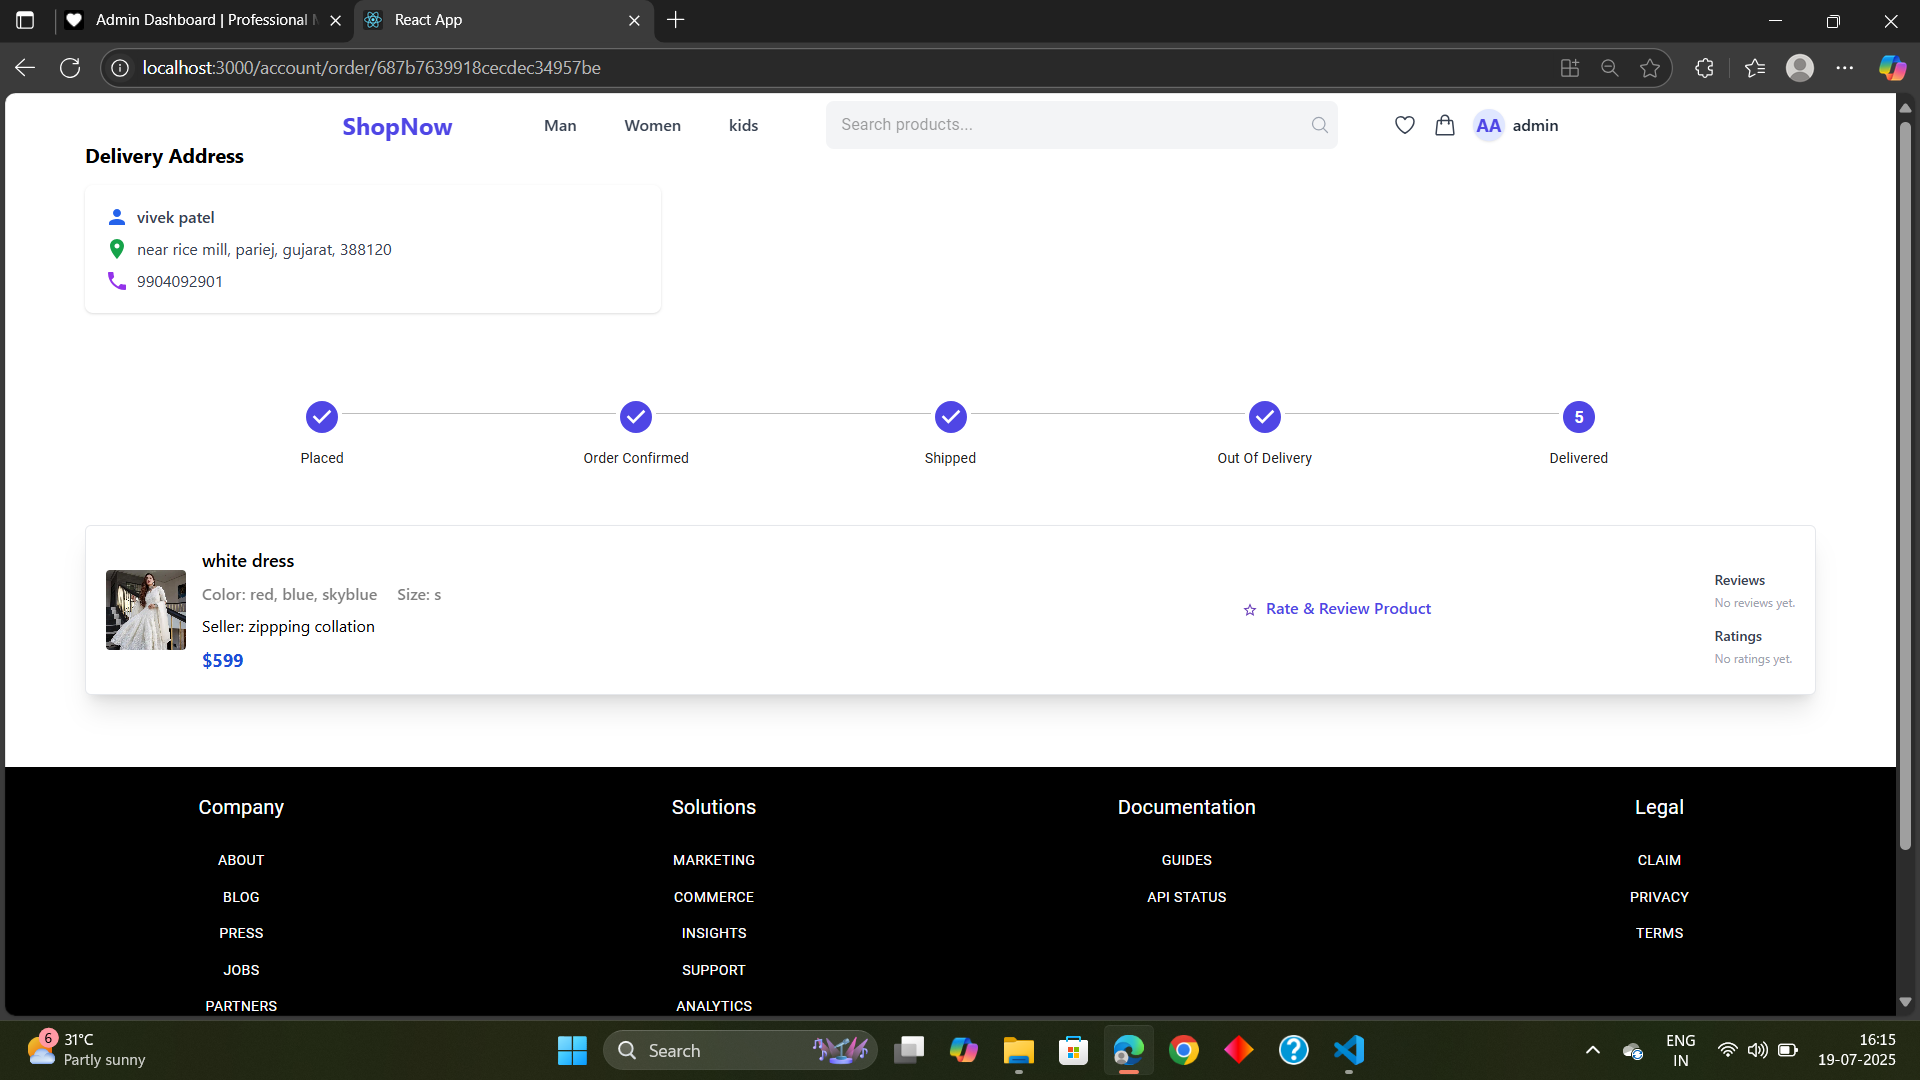 Admin Dashboard | Professional
React App
localhost:3000/account/order/687b7639918cecdec34957be
ShopNow
Man
Women
kids
Search products...
AA
admin
Delivery Address
vivek patel
near rice mill, pariej, gujarat, 388120
9904092901
5
Placed
Order Confirmed
Shipped
Out Of Delivery
Delivered
white dress
Color: red, blue, skyblue
Size: s
Seller: zippping collation
$599
Rate & Review Product
Reviews
No reviews yet.
Ratings
No ratings yet.
Company
Solutions
Documentation
Legal
ABOUT
MARKETING
GUIDES
CLAIM
BLOG
COMMERCE
API STATUS
PRIVACY
PRESS
INSIGHTS
TERMS
JOBS
SUPPORT
PARTNERS
ANALYTICS
6
31°C
Partly sunny
Search
ENG
IN
16:15
19-07-2025